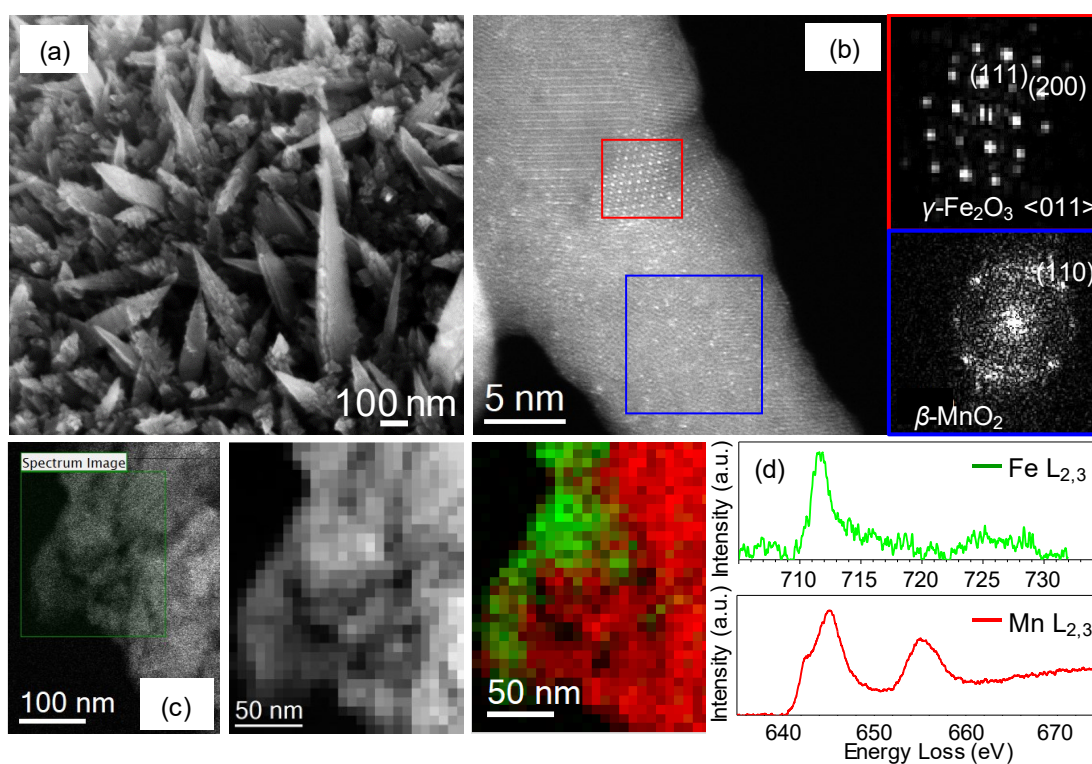 (a)
100 nm
(b)
5 nm
(111)
(200)
γ-Fe₂O₃ <011>
(110)
β-MnO₂
Spectrum Image
100 nm
(c)
50 nm
50 nm
(d)
Fe L₂,₃
Intensity (a.u.)
710 715 720 725 730
Mn L₂,₃
Intensity (a.u.)
640 650 660 670
Energy Loss (eV)